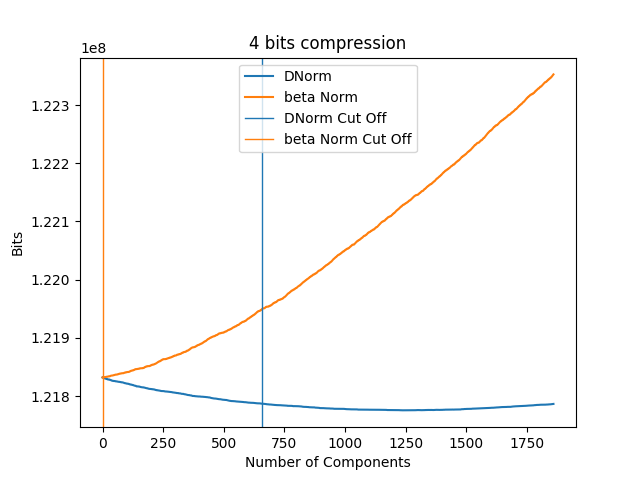 4 bits compression
1e8
DNorm
beta Norm
DNorm Cut Off
beta Norm Cut Off
1.223
1.222
1.221
1.220
1.219
1.218
Bits
0 250 500 750 1000 1250 1500 1750
Number of Components